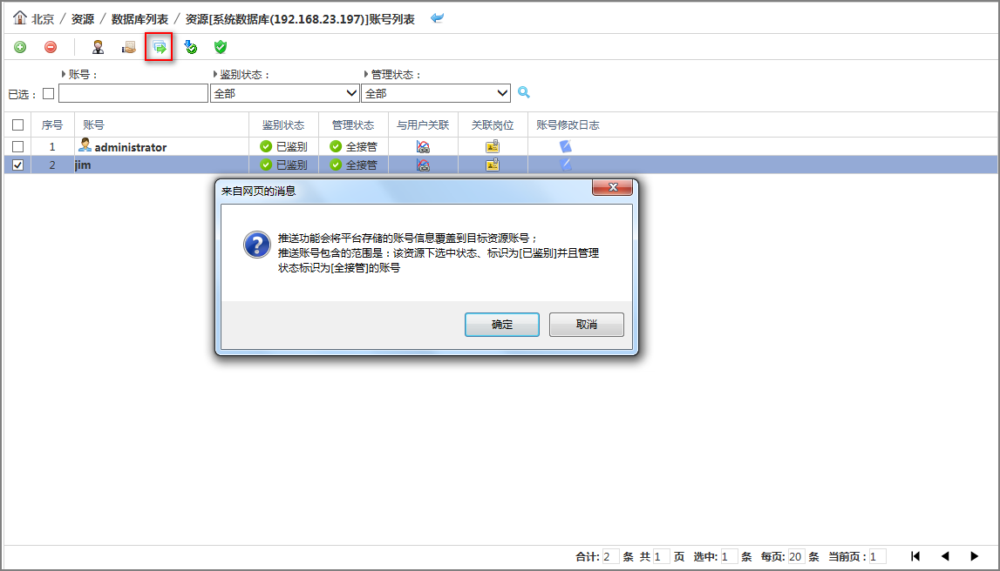 北京 / 资源 / 数据库列表 / 资源[系统数据库(192.168.23.197)]账号列表
账号： 鉴别状态： 管理状态：
已选： 全部 全部
序号 账号 鉴别状态 管理状态 与用户关联 关联岗位 账号修改日志
1 administrator 已鉴别 全接管
2 jim 已鉴别 全接管
来自网页的消息
推送功能会将平台存储的账号信息覆盖到目标资源账号；
推送账号包含的范围是：该资源下选中状态、标识为[已鉴别]并且管理
状态标识为[全接管]的账号
确定 取消
合计: 2 条 共 1 页 选中: 1 条 每页: 20 条 当前页: 1